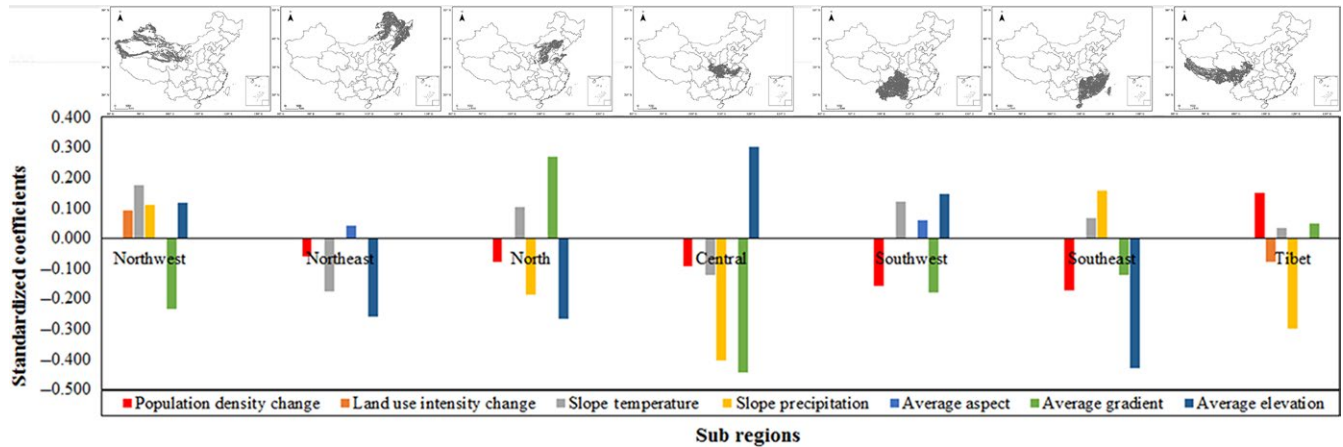 0.400
0.300
0.200
0.100
0.000
–0.100
–0.200
–0.300
–0.400
–0.500
Standardized coefficients
Northwest Northeast North Central Southwest Southeast Tibet
Population density change Land use intensity change Slope temperature Slope precipitation Average aspect Average gradient Average elevation
Sub regions